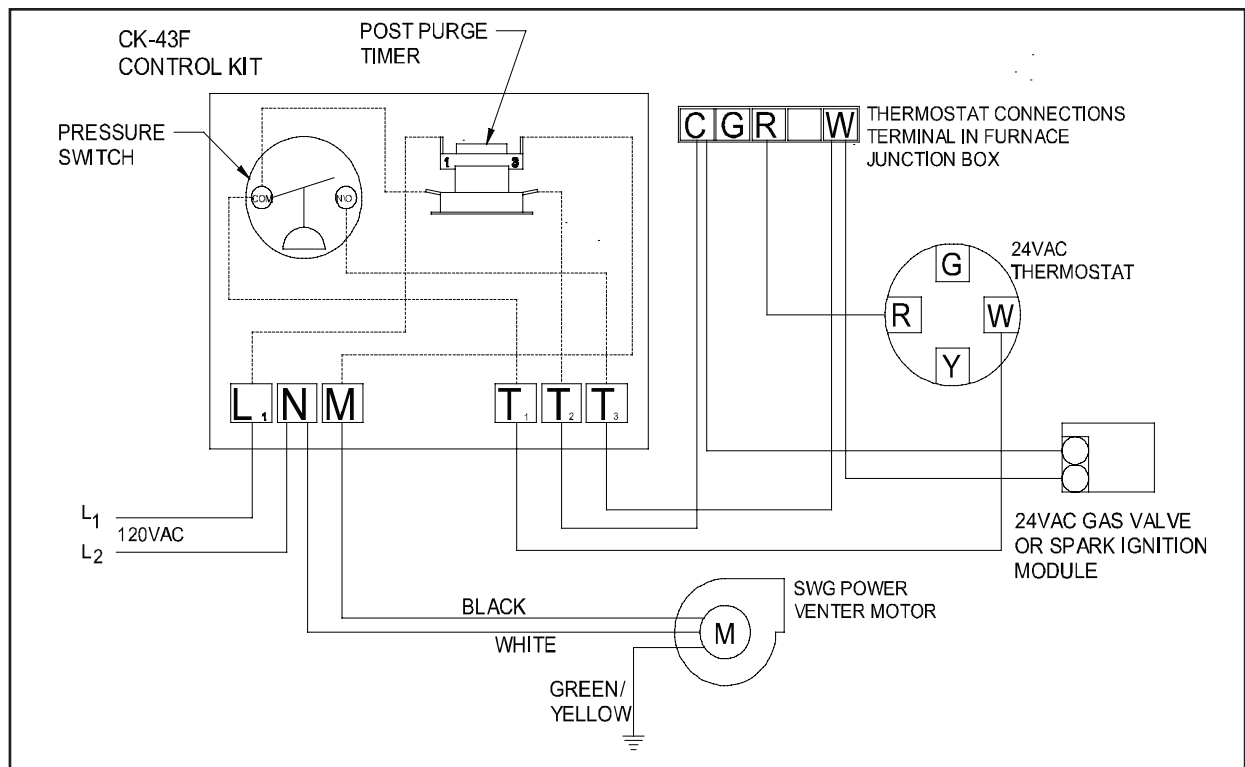 CK-43F
CONTROL KIT
POST PURGE
TIMER
PRESSURE
SWITCH
COM
N\O
1 3
C G R W
THERMOSTAT CONNECTIONS
TERMINAL IN FURNACE
JUNCTION BOX
24VAC
THERMOSTAT
G
R
W
Y
L1 N M T1 T2 T3
L1
120VAC
L2
24VAC GAS VALVE
OR SPARK IGNITION
MODULE
SWG POWER
VENTER MOTOR
BLACK
WHITE
M
GREEN/
YELLOW